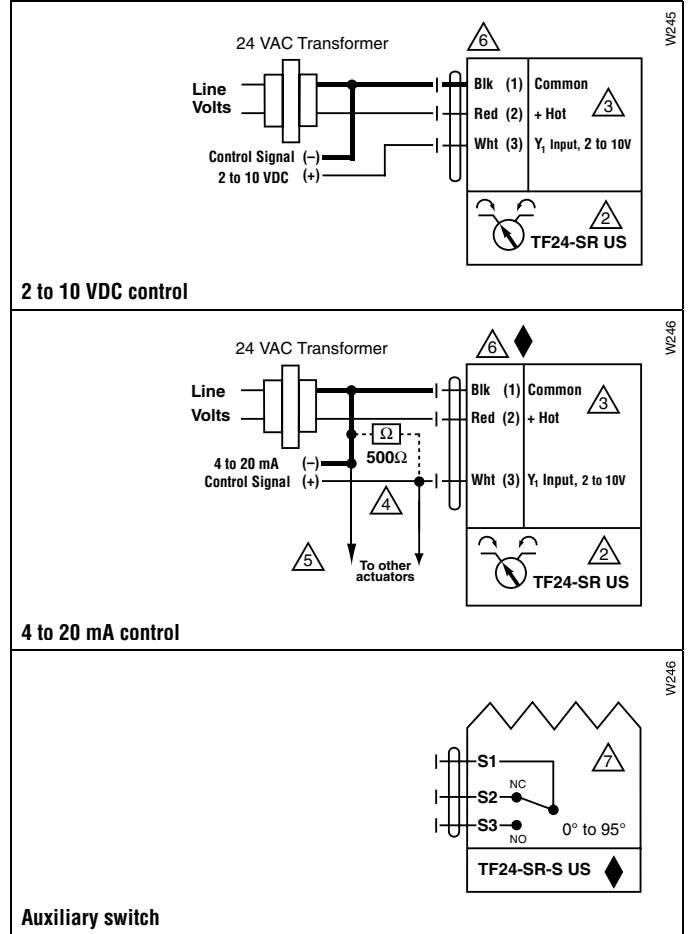 W245
24 VAC Transformer
6
Line
Volts
Blk (1) Common
3
Red (2) + Hot
Wht (3) Y₁ Input, 2 to 10V
Control Signal (–)
2 to 10 VDC (+)
2
TF24-SR US
2 to 10 VDC control
W246
24 VAC Transformer
6
Line
Volts
Blk (1) Common
3
Red (2) + Hot
Ω
500Ω
4 to 20 mA (–)
Control Signal (+)
Wht (3) Y₁ Input, 2 to 10V
4
5
To other
actuators
2
TF24-SR US
4 to 20 mA control
W246
S1
7
NC
S2
S3
NO
0° to 95°
TF24-SR-S US
Auxiliary switch